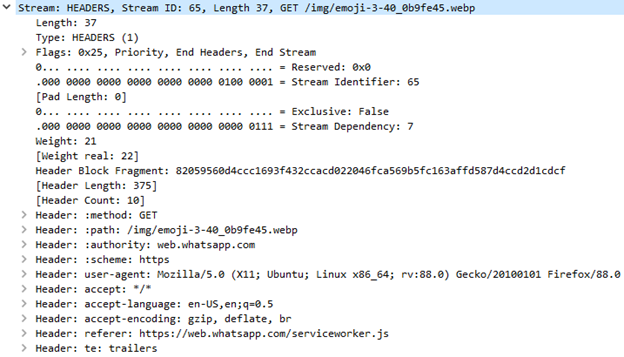 Stream: HEADERS, Stream ID: 65, Length 37, GET /img/emoji-3-40_0b9fe45.webp
Length: 37
Type: HEADERS (1)
Flags: 0x25, Priority, End Headers, End Stream
0... .... .... .... .... .... .... .... = Reserved: 0x0
.000 0000 0000 0000 0000 0000 0100 0001 = Stream Identifier: 65
[Pad Length: 0]
0... .... .... .... .... .... .... .... = Exclusive: False
.000 0000 0000 0000 0000 0000 0000 0111 = Stream Dependency: 7
Weight: 21
[Weight real: 22]
Header Block Fragment: 82059560d4ccc1693f432ccacd022046fca569b5fc163affd587d4ccd2d1cdcf
[Header Length: 375]
[Header Count: 10]
Header: :method: GET
Header: :path: /img/emoji-3-40_0b9fe45.webp
Header: :authority: web.whatsapp.com
Header: :scheme: https
Header: user-agent: Mozilla/5.0 (X11; Ubuntu; Linux x86_64; rv:88.0) Gecko/20100101 Firefox/88.0
Header: accept: */*
Header: accept-language: en-US,en;q=0.5
Header: accept-encoding: gzip, deflate, br
Header: referer: https://web.whatsapp.com/serviceworker.js
Header: te: trailers